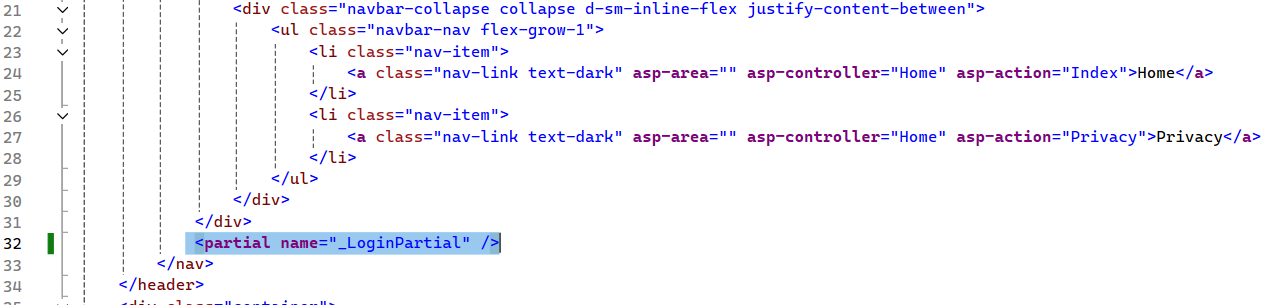 21 <div class="navbar-collapse collapse d-sm-inline-flex justify-content-between">
22 <ul class="navbar-nav flex-grow-1">
23 <li class="nav-item">
24 <a class="nav-link text-dark" asp-area="" asp-controller="Home" asp-action="Index">Home</a>
25 </li>
26 <li class="nav-item">
27 <a class="nav-link text-dark" asp-area="" asp-controller="Home" asp-action="Privacy">Privacy</a>
28 </li>
29 </ul>
30 </div>
31 </div>
32 <partial name="_LoginPartial" />
33 </nav>
34 </header>
35 <div class="container">